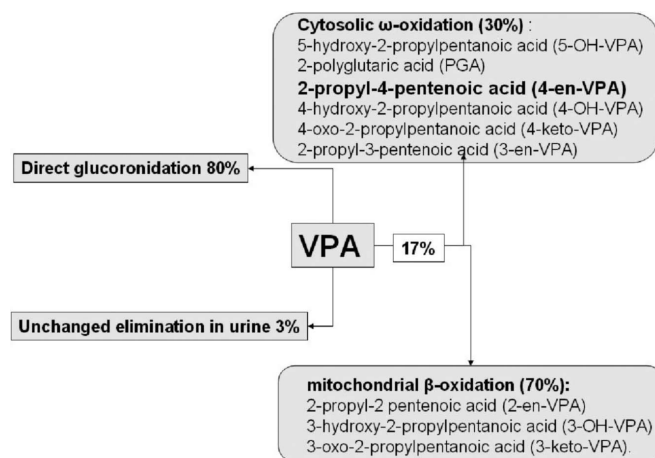 Cytosolic ω-oxidation (30%) :
5-hydroxy-2-propylpentanoic acid (5-OH-VPA)
2-polyglutaric acid (PGA)
2-propyl-4-pentenoic acid (4-en-VPA)
4-hydroxy-2-propylpentanoic acid (4-OH-VPA)
4-oxo-2-propylpentanoic acid (4-keto-VPA)
2-propyl-3-pentenoic acid (3-en-VPA)
Direct glucoronidation 80%
VPA
17%
Unchanged elimination in urine 3%
mitochondrial β-oxidation (70%):
2-propyl-2 pentenoic acid (2-en-VPA)
3-hydroxy-2-propylpentanoic acid (3-OH-VPA)
3-oxo-2-propylpentanoic acid (3-keto-VPA).